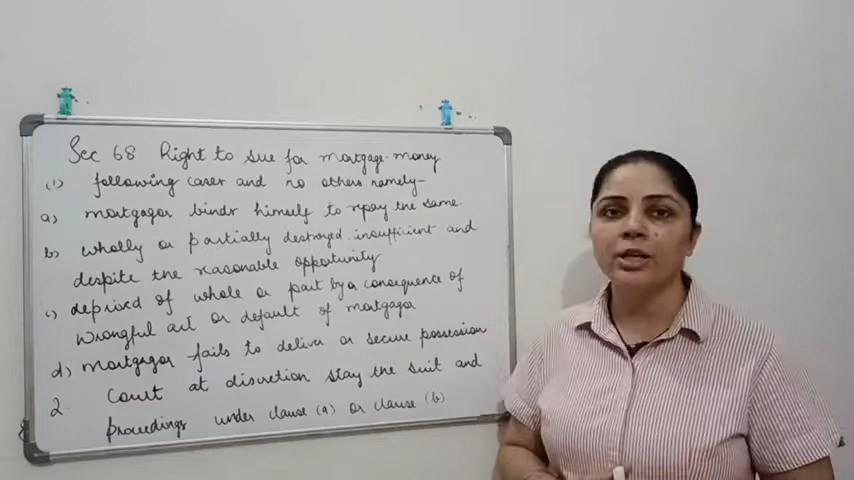 Sec 68 Right to sue for mortgage-money
(1) following cases and no others namely-
a) mortgagor binds himself to repay the same
b) wholly or partially destroyed insufficient and
despite the reasonable opportunity
c) deprived of whole or part by or a consequence of
wrongful act or default of mortgagor
d) mortgagor fails to deliver or secure possession
2 Court at discretion stay the suit and
proceedings under clause (a) or clause (b)